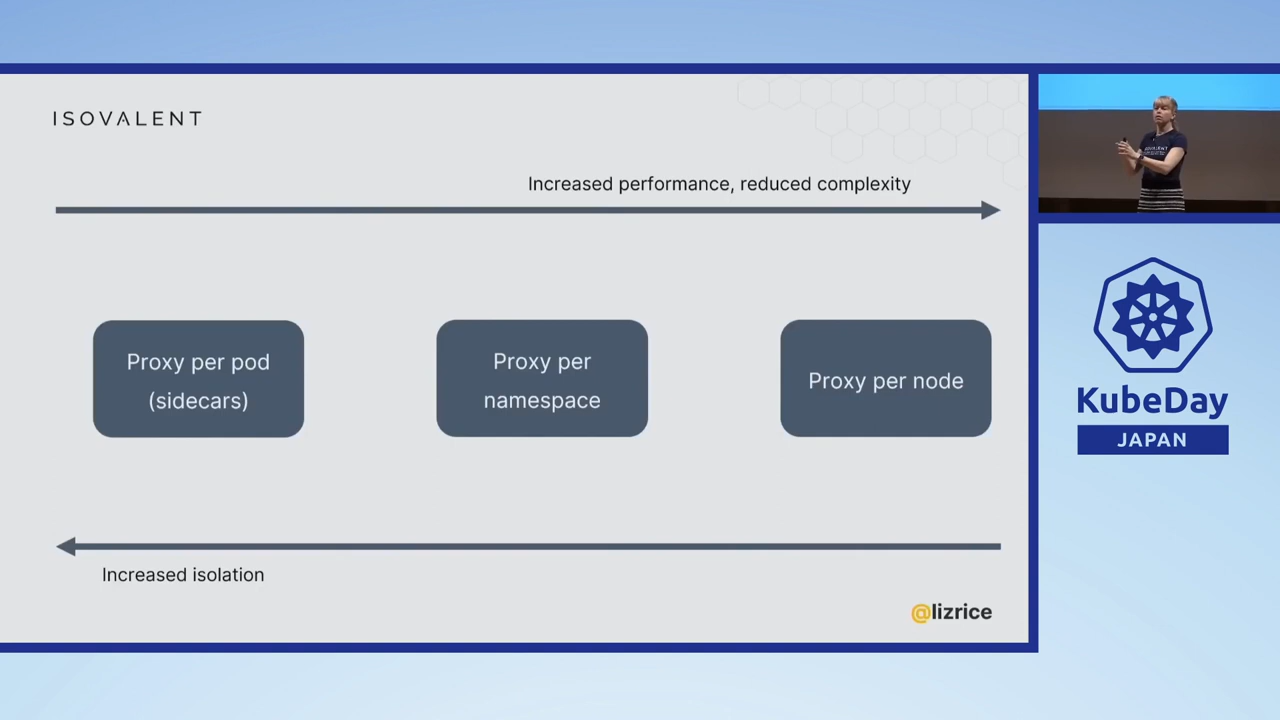 ISOVALENT
Increased performance, reduced complexity
Proxy per pod
(sidecars)
Proxy per
namespace
Proxy per node
Increased isolation
@lizrice
KubeDay
JAPAN